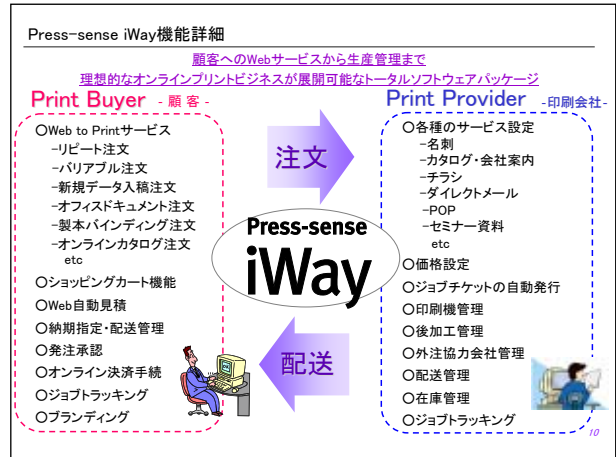 Press-sense iWay機能詳細
顧客へのWebサービスから生産管理まで
理想的なオンラインプリントビジネスが展開可能なトータルソフトウェアパッケージ
Print Buyer - 顧 客 -
○Web to Printサービス
-リピート注文
-バリアブル注文
-新規データ入稿注文
-オフィスドキュメント注文
-製本バインディング注文
-オンラインカタログ注文
etc
○ショッピングカート機能
○Web自動見積
○納期指定・配送管理
○発注承認
○オンライン決済手続
○ジョブトラッキング
○ブランディング
注文
Press-sense
iWay
配送
Print Provider -印刷会社-
○各種のサービス設定
-名刺
-カタログ・会社案内
-チラシ
-ダイレクトメール
-POP
-セミナー資料
etc
○価格設定
○ジョブチケットの自動発行
○印刷機管理
○後加工管理
○外注協力会社管理
○配送管理
○在庫管理
○ジョブトラッキング
10